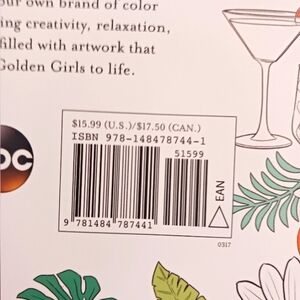 our own brand of color
ing creativity, relaxation,
filled with artwork that
Golden Girls to life.
$15.99 (U.S.)/$17.50 (CAN.)
ISBN 978-148478744-1
51599
EAN
9 781484 787441
0317